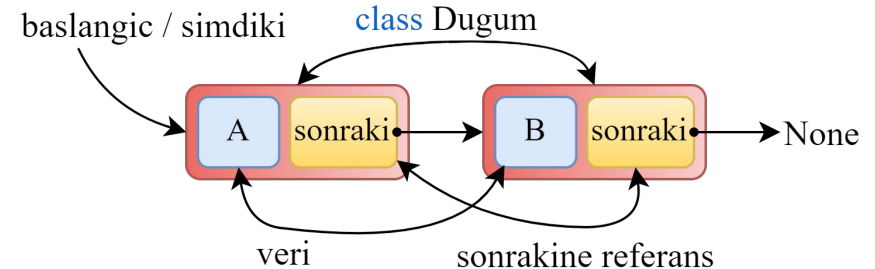 baslangic / simdiki
class Dugum
A
sonraki
B
sonraki
None
veri
sonrakine referans